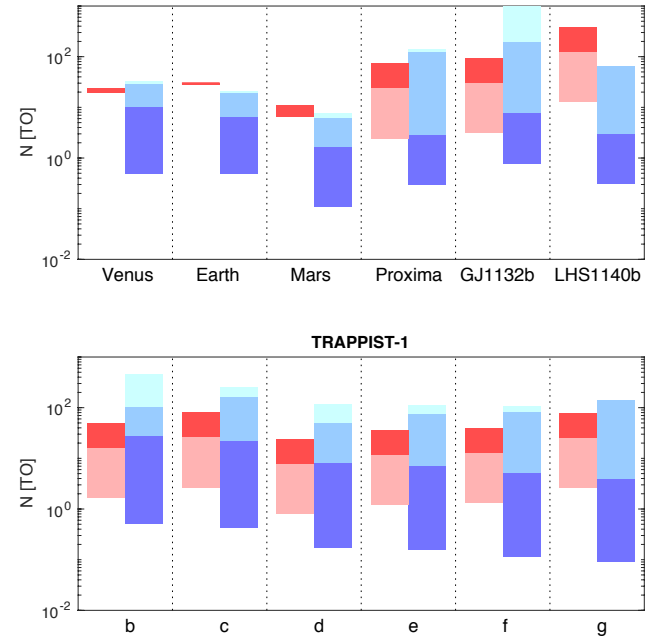 10^2
10^0
10^-2
N [TO]
Venus Earth Mars Proxima GJ1132b LHS1140b
TRAPPIST-1
10^2
10^0
10^-2
N [TO]
b c d e f g